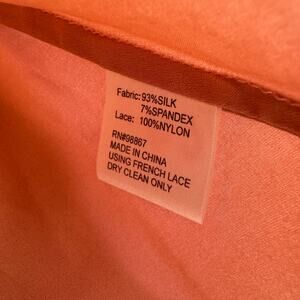 Fabric: 93%SILK
7%SPANDEX
Lace: 100%NYLON
RN#98867
MADE IN CHINA
USING FRENCH LACE
DRY CLEAN ONLY